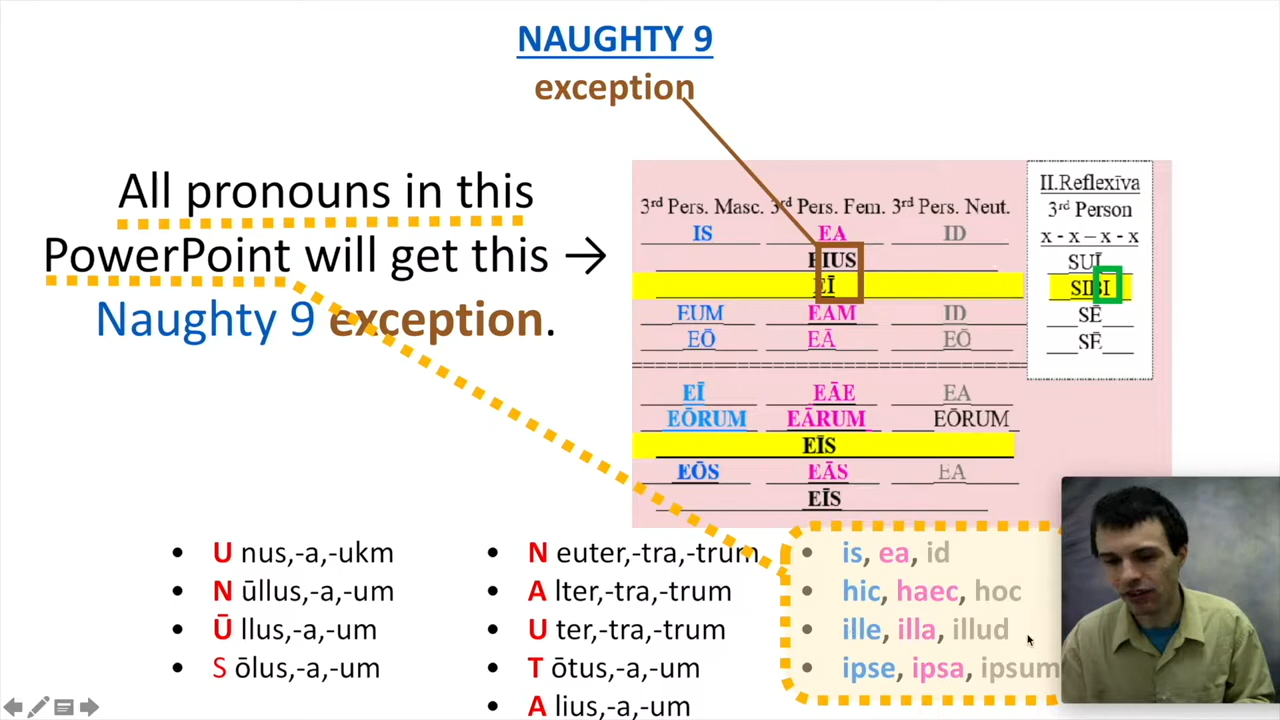 NAUGHTY 9
exception
All pronouns in this
PowerPoint will get this →
Naughty 9 exception.
3rd Pers. Masc. 3rd Pers. Fem. 3rd Pers. Neut.
IS EA ID
EIUS
EĪ
EUM EAM ID
EŌ EĀ EŌ
EĪ EĀE EA
EŌRUM EĀRUM EŌRUM
EĪS
EŌS EĀS EA
EĪS
II.Reflexīva
3rd Person
x - x – x - x
SUĪ
SIBI
SĒ
SĒ
• U nus,-a,-ukm
• N ūllus,-a,-um
• Ū llus,-a,-um
• S ōlus,-a,-um
• N euter,-tra,-trum
• A lter,-tra,-trum
• U ter,-tra,-trum
• T ōtus,-a,-um
• A lius,-a,-um
• is, ea, id
• hic, haec, hoc
• ille, illa, illud
• ipse, ipsa, ipsum